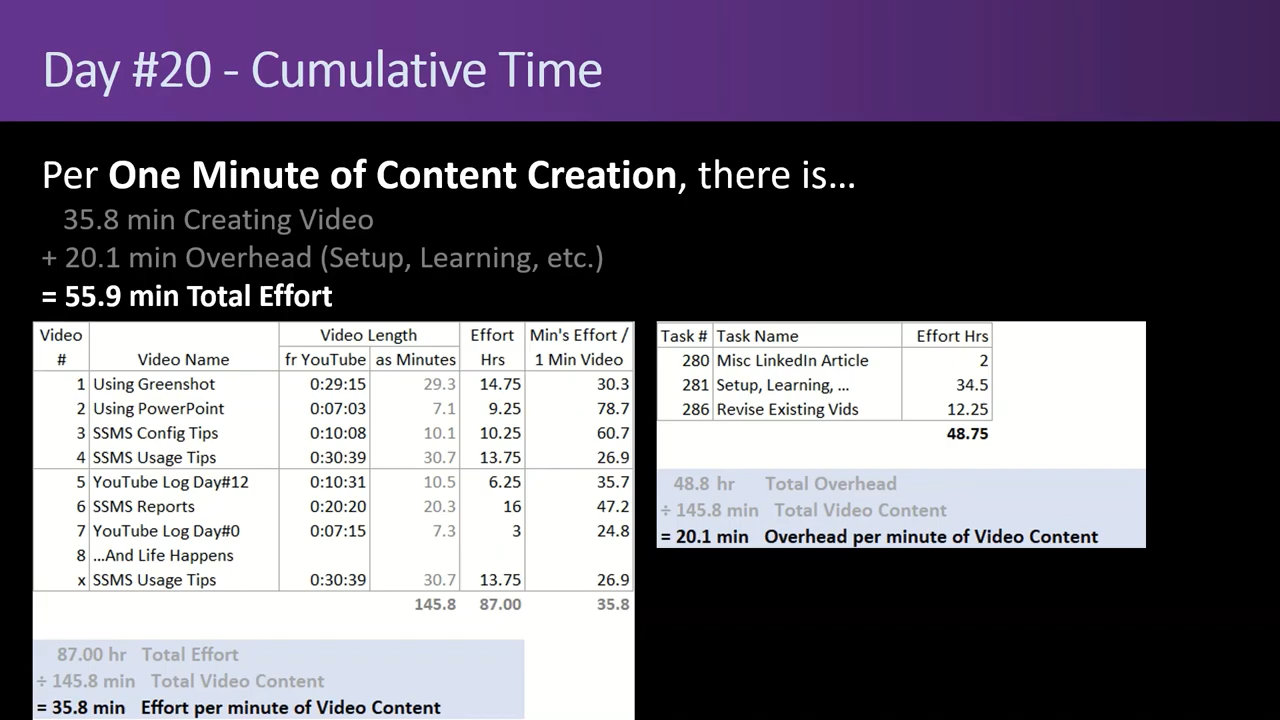 Day #20 - Cumulative Time
Per One Minute of Content Creation, there is...
35.8 min Creating Video
+ 20.1 min Overhead (Setup, Learning, etc.)
= 55.9 min Total Effort
Video Video Length Effort Min's Effort /
# Video Name fr YouTube as Minutes Hrs 1 Min Video
1 Using Greenshot 0:29:15 29.3 14.75 30.3
2 Using PowerPoint 0:07:03 7.1 9.25 78.7
3 SSMS Config Tips 0:10:08 10.1 10.25 60.7
4 SSMS Usage Tips 0:30:39 30.7 13.75 26.9
5 YouTube Log Day#12 0:10:31 10.5 6.25 35.7
6 SSMS Reports 0:20:20 20.3 16 47.2
7 YouTube Log Day#0 0:07:15 7.3 3 24.8
8 ...And Life Happens
x SSMS Usage Tips 0:30:39 30.7 13.75 26.9
145.8 87.00 35.8
87.00 hr Total Effort
÷ 145.8 min Total Video Content
= 35.8 min Effort per minute of Video Content
Task # Task Name Effort Hrs
280 Misc LinkedIn Article 2
281 Setup, Learning, ... 34.5
286 Revise Existing Vids 12.25
48.75
48.8 hr Total Overhead
÷ 145.8 min Total Video Content
= 20.1 min Overhead per minute of Video Content